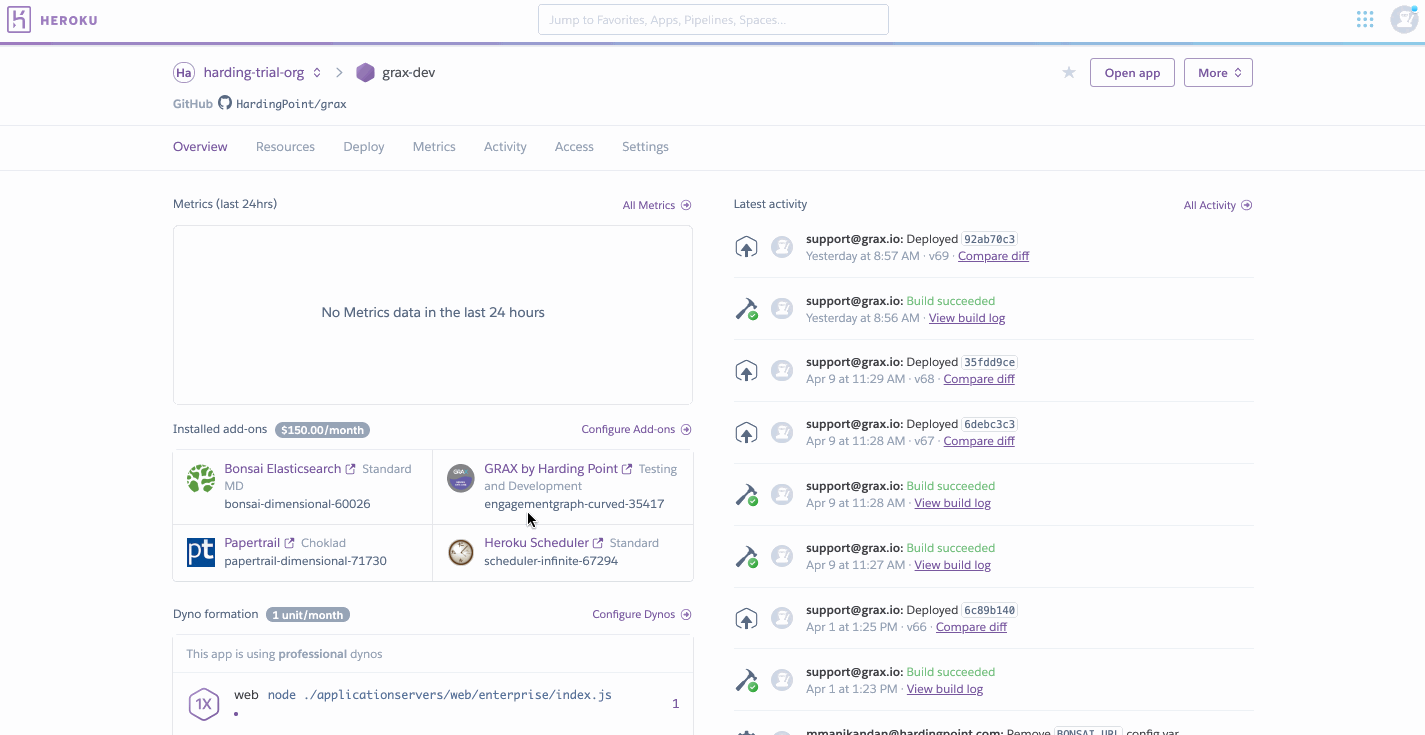 HEROKU
Jump to Favorites, Apps, Pipelines, Spaces...
Ha harding-trial-org grax-dev
Open app
More
GitHub HardingPoint/grax
Overview Resources Deploy Metrics Activity Access Settings
Metrics (last 24hrs)
All Metrics
No Metrics data in the last 24 hours
Installed add-ons $150.00/month
Configure Add-ons
Bonsai Elasticsearch Standard
MD
bonsai-dimensional-60026
GRAX by Harding Point Testing
and Development
engagementgraph-curved-35417
pt
Papertrail Choklad
papertrail-dimensional-71730
Heroku Scheduler Standard
scheduler-infinite-67294
Dyno formation 1 unit/month
Configure Dynos
This app is using professional dynos
1X
web node ./applicationservers/web/enterprise/index.js
1
Latest activity
All Activity
support@grax.io: Deployed 92ab70c3
Yesterday at 8:57 AM · v69 · Compare diff
support@grax.io: Build succeeded
Yesterday at 8:56 AM · View build log
support@grax.io: Deployed 35fdd9ce
Apr 9 at 11:29 AM · v68 · Compare diff
support@grax.io: Deployed 6debc3c3
Apr 9 at 11:28 AM · v67 · Compare diff
support@grax.io: Build succeeded
Apr 9 at 11:28 AM · View build log
support@grax.io: Build succeeded
Apr 9 at 11:27 AM · View build log
support@grax.io: Deployed 6c89b140
Apr 1 at 1:25 PM · v66 · Compare diff
support@grax.io: Build succeeded
Apr 1 at 1:23 PM · View build log
mmanikandan@hardingpoint.com: Remove BONSAI_URL config var